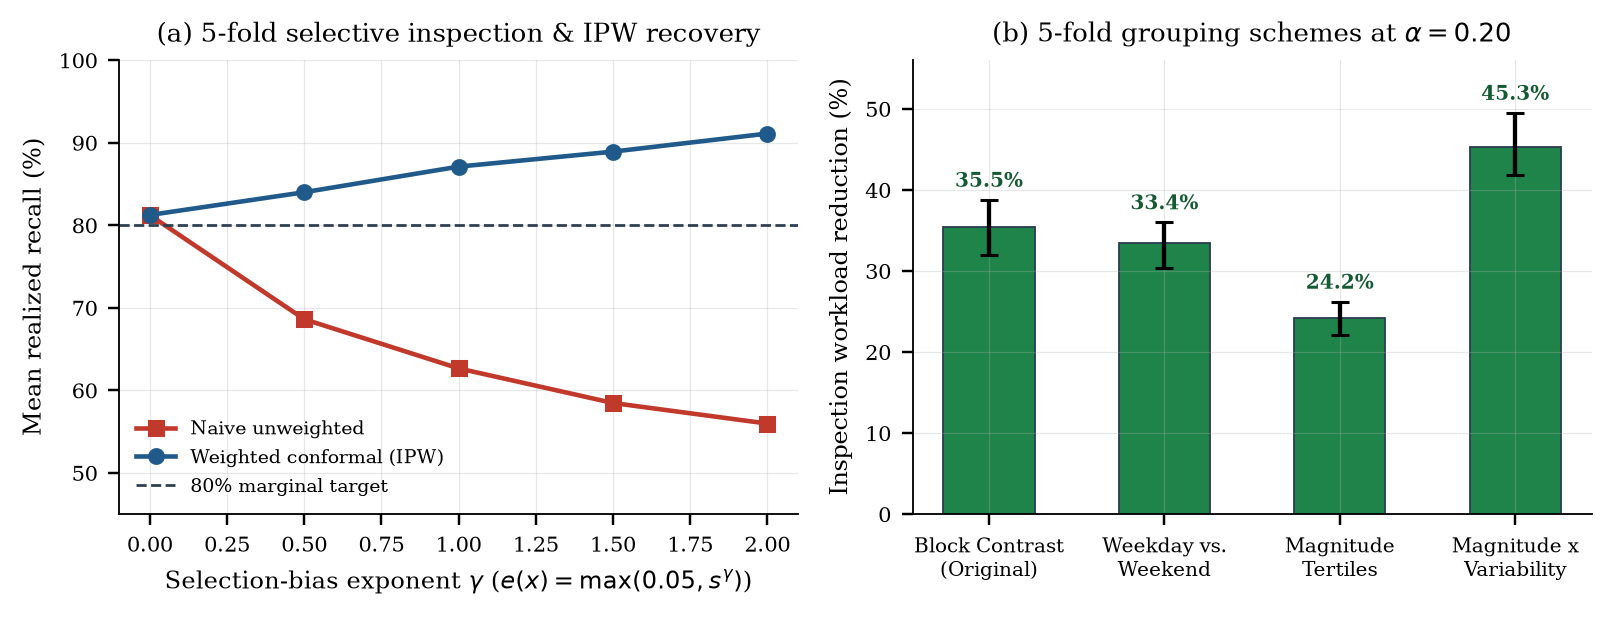 (a) 5-fold selective inspection & IPW recovery
Mean realized recall (%)
100
90
80
70
60
50
Naive unweighted
Weighted conformal (IPW)
80% marginal target
0.00 0.25 0.50 0.75 1.00 1.25 1.50 1.75 2.00
Selection-bias exponent γ (e(x) = max(0.05, s^γ))
(b) 5-fold grouping schemes at α = 0.20
Inspection workload reduction (%)
50
40
30
20
10
0
35.5%
33.4%
24.2%
45.3%
Block Contrast
(Original)
Weekday vs.
Weekend
Magnitude
Tertiles
Magnitude x
Variability